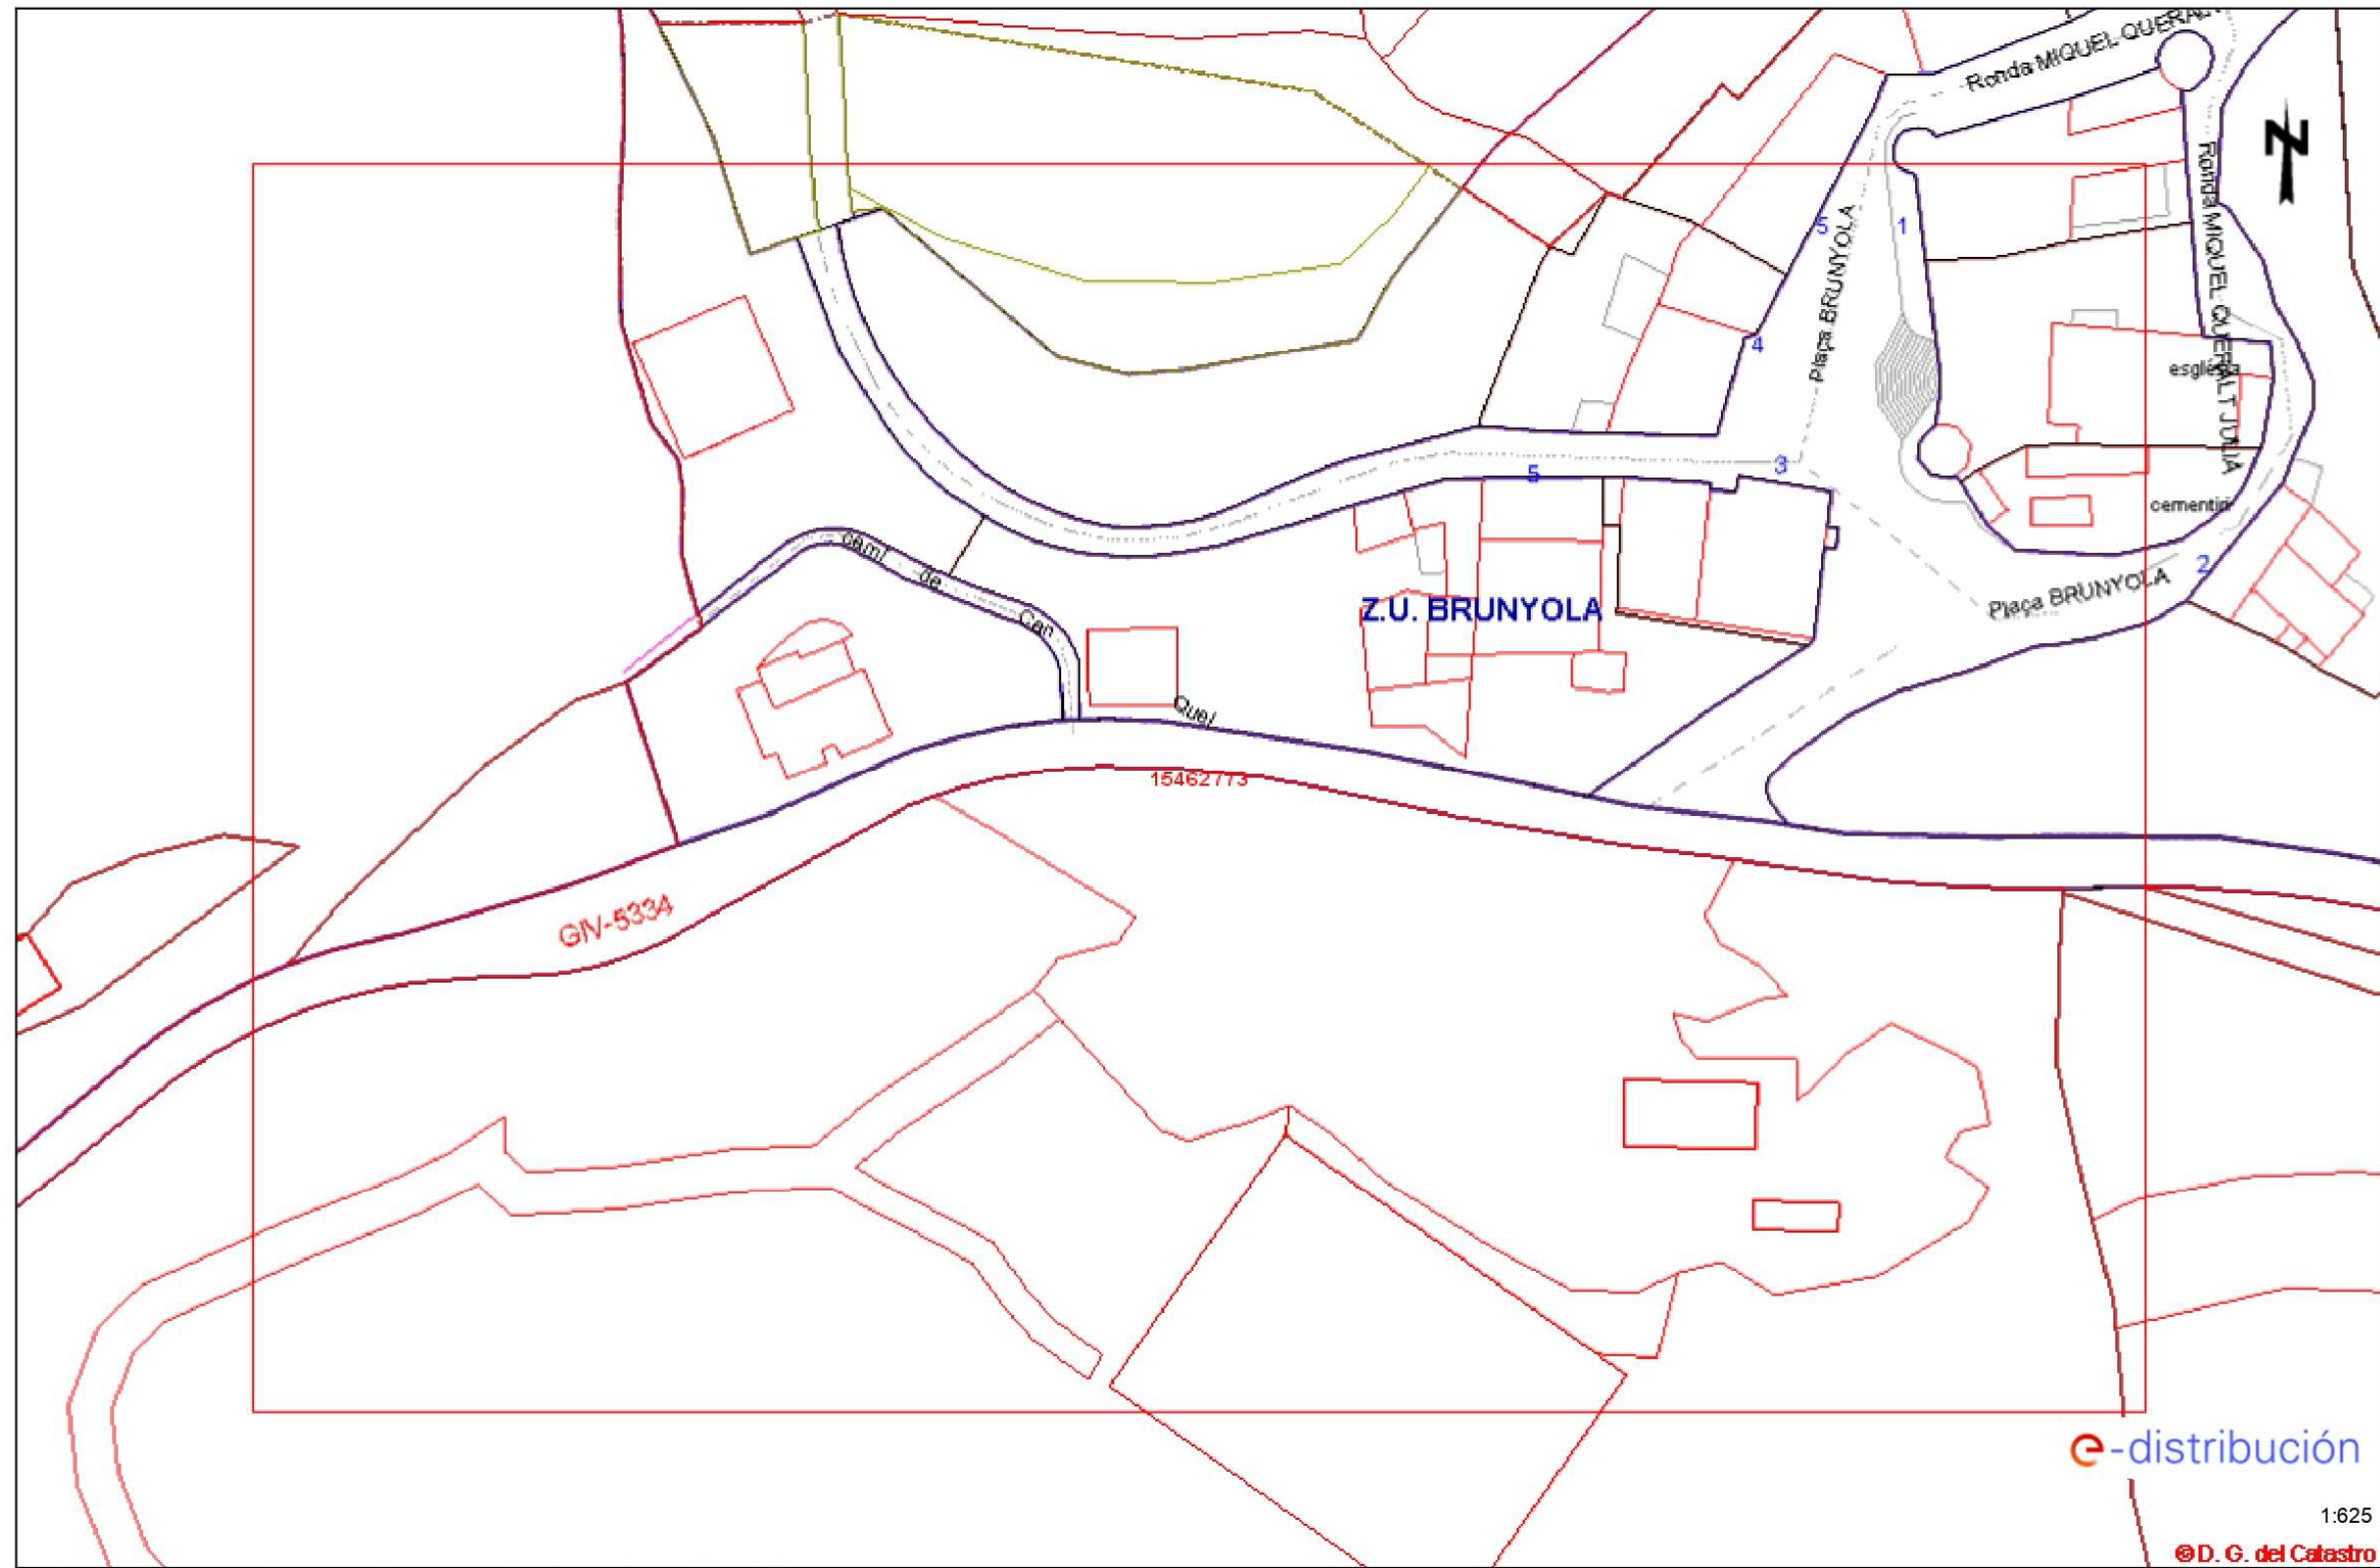 Ronda MIQUEL QUERALT
N
Ronda MIQUEL QUERALT JULIÀ
5
1
Plaça BRUNYOLA
4
església
3
5
cementiri
camí
de
Can
Quel
2
Plaça BRUNYOLA
Z.U. BRUNYOLA
15462773
GIV-5334
e-distribución
1:625
© D. G. del Catastro